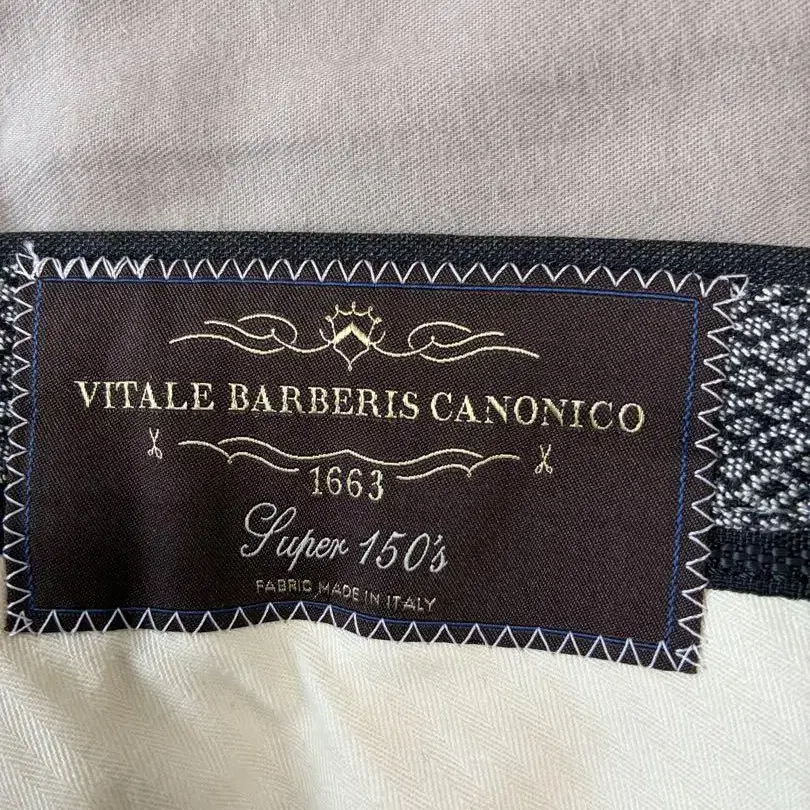 VITALE BARBERIS CANONICO
1663
Super 150's
FABRIC MADE IN ITALY